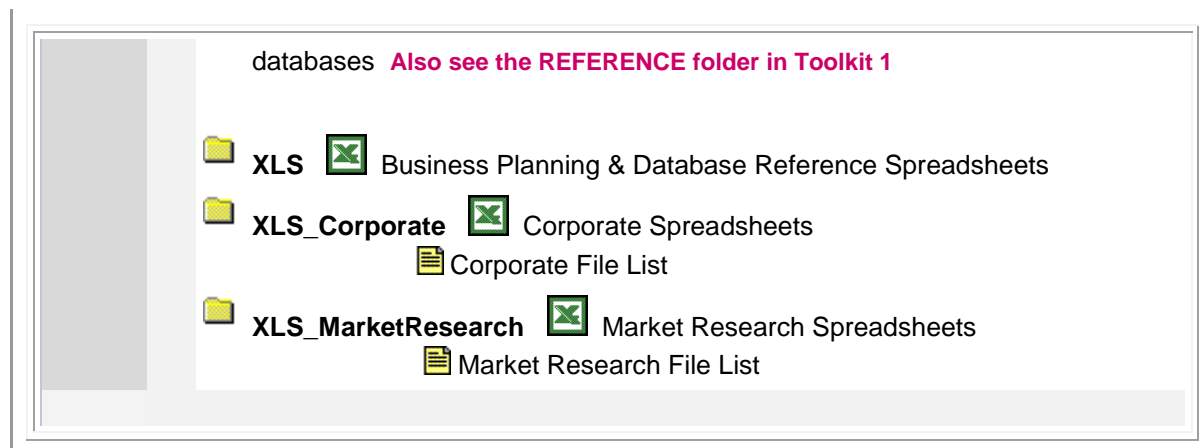 databases Also see the REFERENCE folder in Toolkit 1
XLS Business Planning & Database Reference Spreadsheets
XLS_Corporate Corporate Spreadsheets
Corporate File List
XLS_MarketResearch Market Research Spreadsheets
Market Research File List